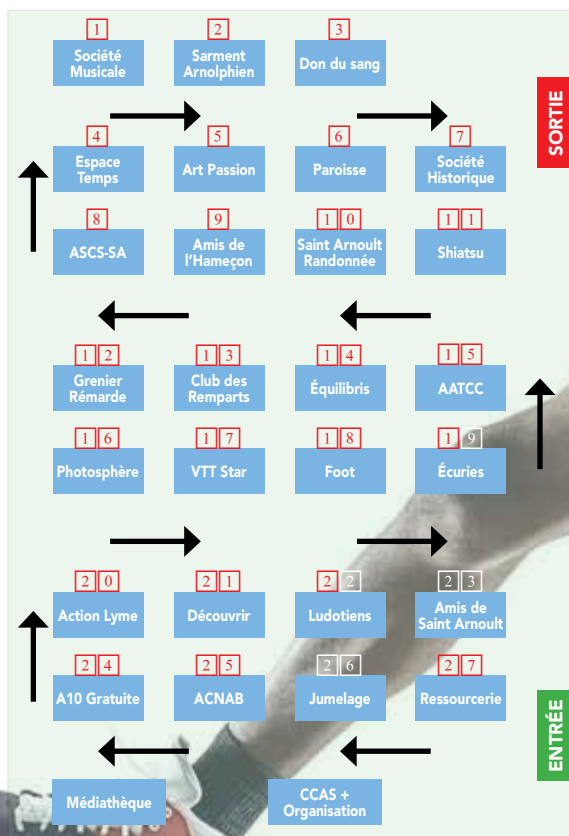 1 2 3
Société
Musicale
Sarment
Arnolphien
Don du sang
SORTIE
4 5 6 7
Espace
Temps
Art Passion
Paroisse
Société
Historique
8 9 10 11
ASCS-SA
Amis de
l'Hameçon
Saint Arnoult
Randonnée
Shiatsu
12 13 14 15
Grenier
Rémarde
Club des
Remparts
Équilibris
AATCC
16 17 18 19
Photosphère
VTT Star
Foot
Écuries
20 21 22 23
Action Lyme
Découvrir
Ludotiens
Amis de
Saint Arnoult
24 25 26 27
A10 Gratuite
ACNAB
Jumelage
Ressourcerie
ENTRÉE
Médiathèque
CCAS +
Organisation